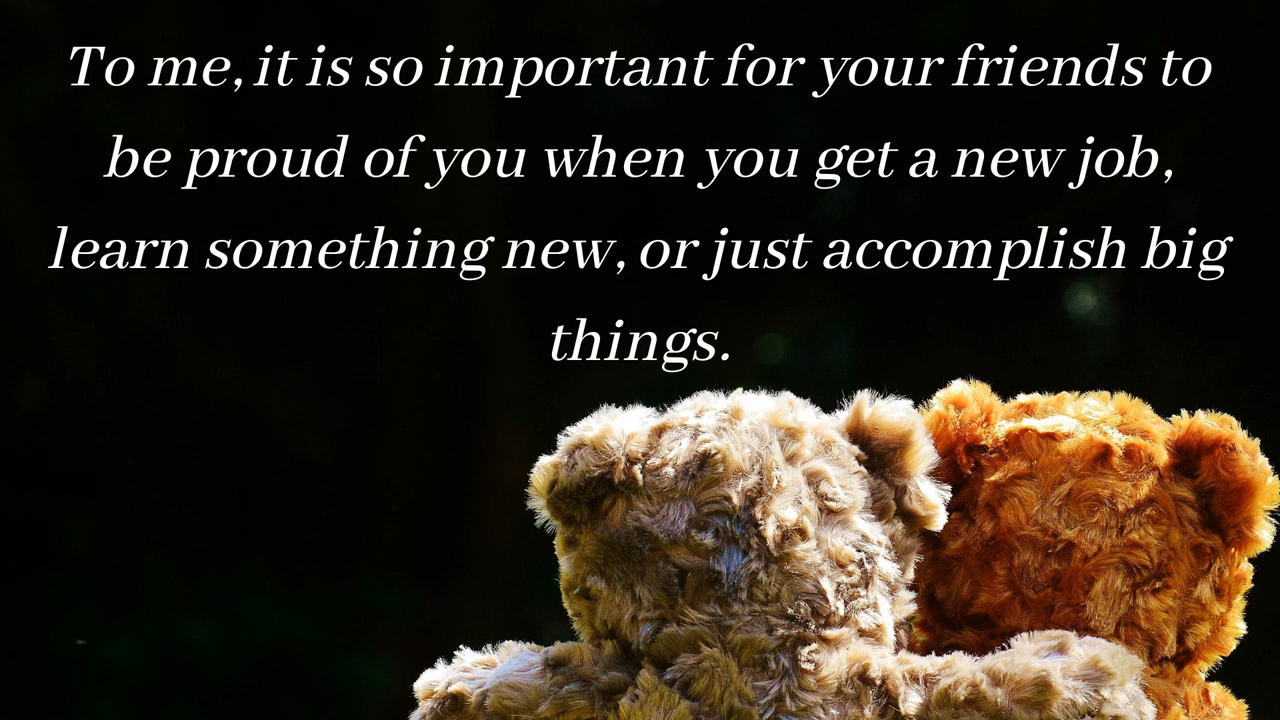 To me, it is so important for your friends to
be proud of you when you get a new job,
learn something new, or just accomplish big
things.